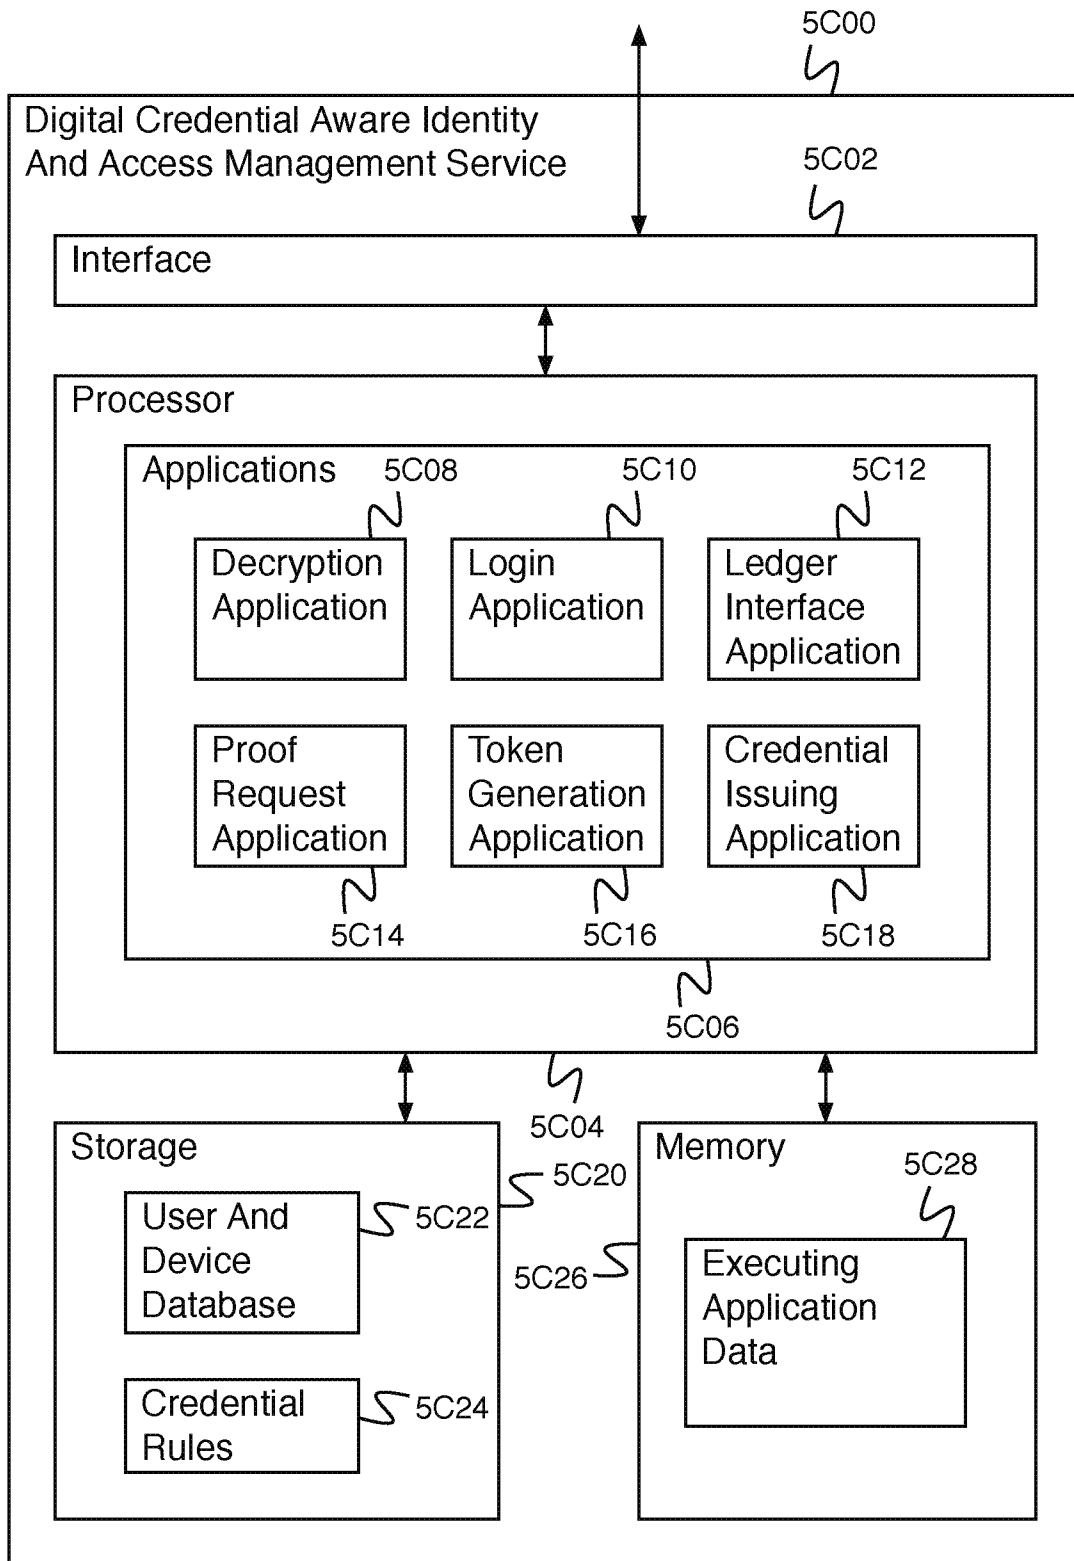 5C00
Digital Credential Aware Identity
And Access Management Service
5C02
Interface
Processor
Applications
5C08
5C10
5C12
Decryption
Application
Login
Application
Ledger
Interface
Application
Proof
Request
Application
Token
Generation
Application
Credential
Issuing
Application
5C14
5C16
5C18
5C06
5C04
Storage
5C20
User And
Device
Database
5C22
Credential
Rules
5C24
Memory
5C28
5C26
Executing
Application
Data